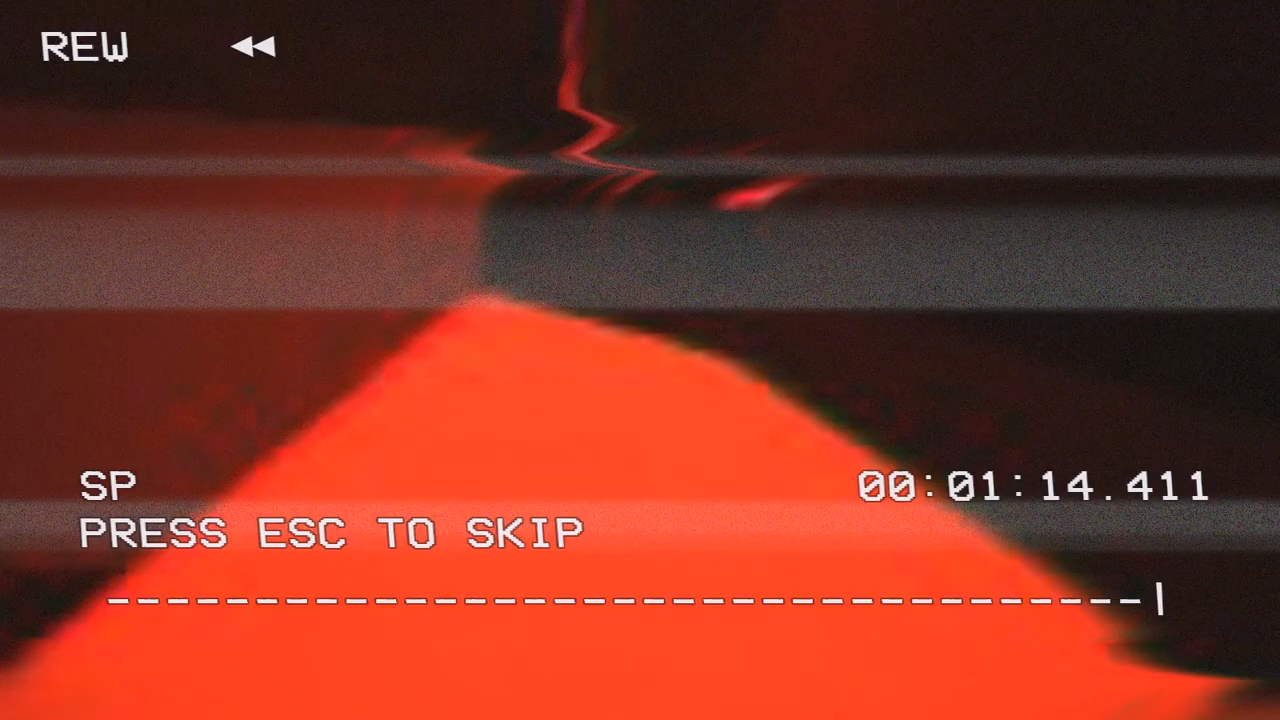 REW ◀◀
SP
00:01:14.411
PRESS ESC TO SKIP